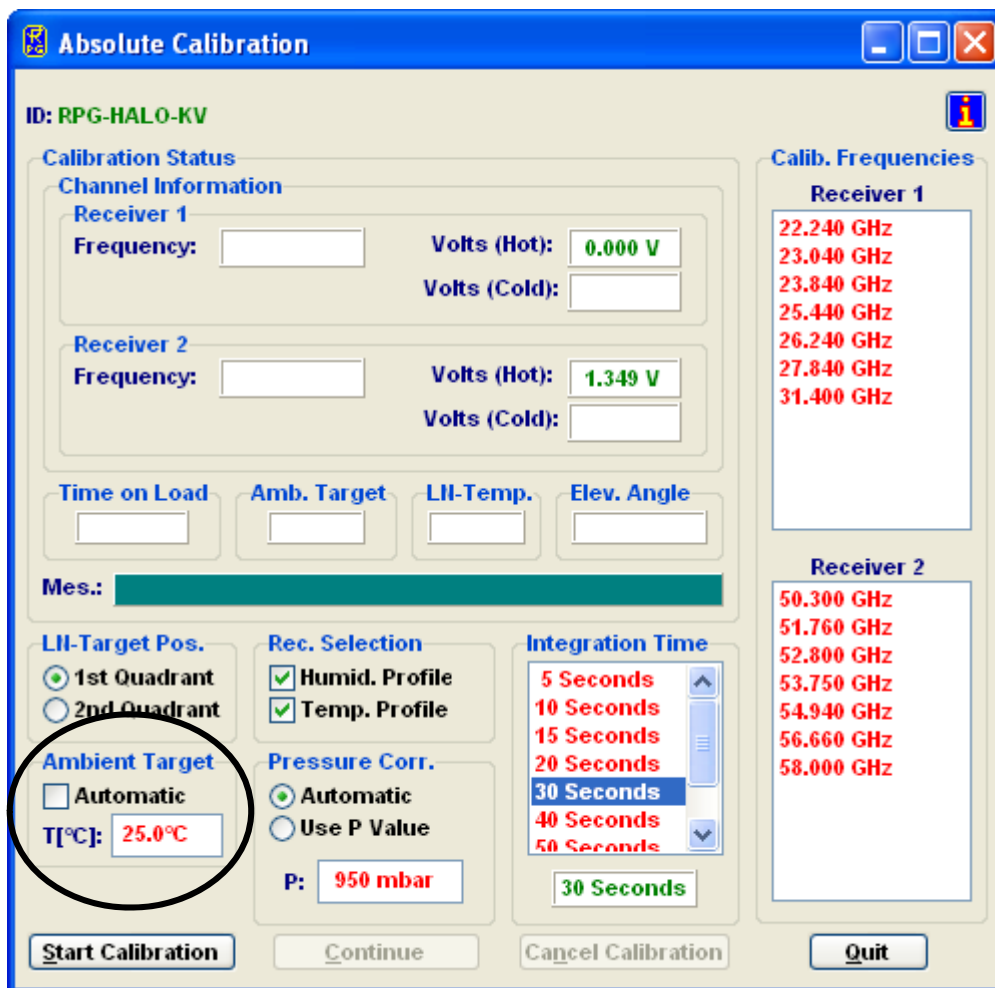 Absolute Calibration
ID: RPG-HALO-KV
Calibration Status
Channel Information
Receiver 1
Frequency:
Volts (Hot): 0.000 V
Volts (Cold):
Receiver 2
Frequency:
Volts (Hot): 1.349 V
Volts (Cold):
Time on Load
Amb. Target
LN-Temp.
Elev. Angle
Mes.:
LN-Target Pos.
1st Quadrant
2nd Quadrant
Rec. Selection
Humid. Profile
Temp. Profile
Integration Time
5 Seconds
10 Seconds
15 Seconds
20 Seconds
30 Seconds
40 Seconds
50 Seconds
30 Seconds
Ambient Target
Automatic
T[°C]: 25.0°C
Pressure Corr.
Automatic
Use P Value
P: 950 mbar
Calib. Frequencies
Receiver 1
22.240 GHz
23.040 GHz
23.840 GHz
25.440 GHz
26.240 GHz
27.840 GHz
31.400 GHz
Receiver 2
50.300 GHz
51.760 GHz
52.800 GHz
53.750 GHz
54.940 GHz
56.660 GHz
58.000 GHz
Start Calibration
Continue
Cancel Calibration
Quit